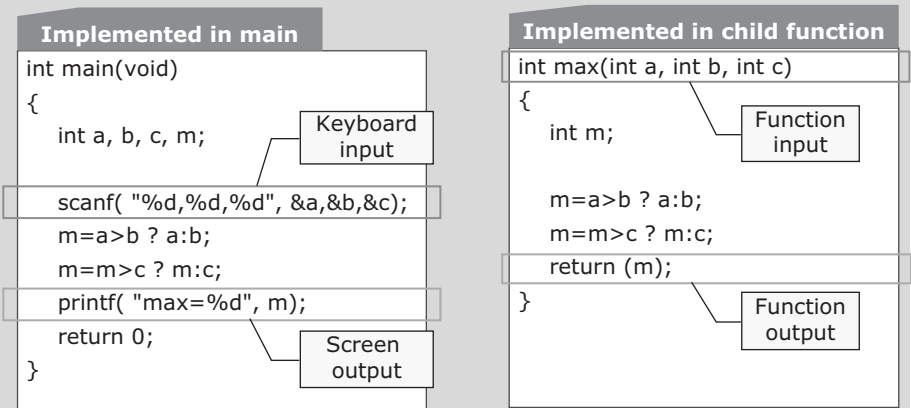 Implemented in main
int main(void)
{
int a, b, c, m;
Keyboard
input
scanf( "%d,%d,%d", &a,&b,&c);
m=a>b ? a:b;
m=m>c ? m:c;
printf( "max=%d", m);
return 0;
Screen
output
}
Implemented in child function
int max(int a, int b, int c)
{
Function
input
int m;
m=a>b ? a:b;
m=m>c ? m:c;
return (m);
}
Function
output